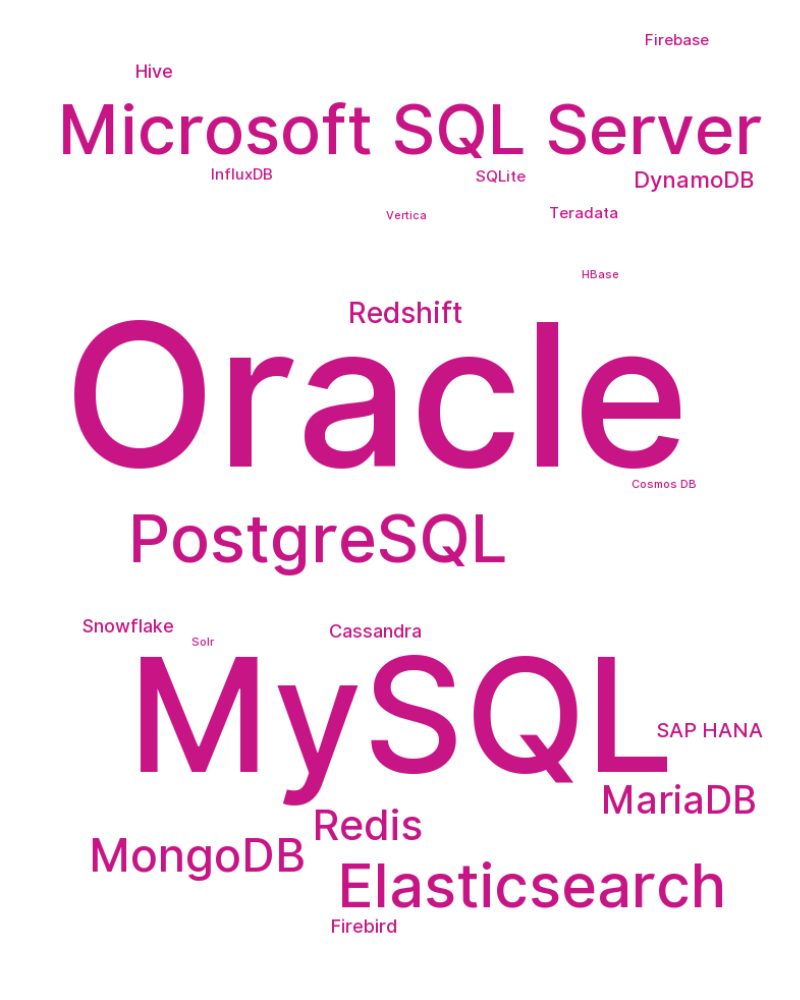 Firebase
Hive
Microsoft SQL Server
InfluxDB
SQLite
DynamoDB
Vertica
Teradata
HBase
Redshift
Oracle
Cosmos DB
PostgreSQL
Snowflake
Cassandra
Solr
MySQL
SAP HANA
MariaDB
Redis
MongoDB
Elasticsearch
Firebird